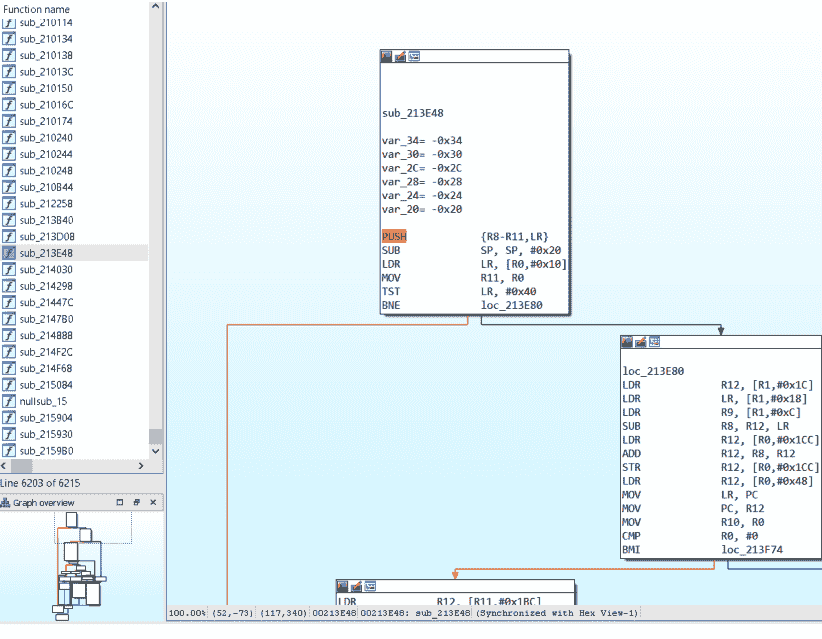 Function name
sub_210114
sub_210134
sub_210138
sub_21013C
sub_210150
sub_21016C
sub_210174
sub_210240
sub_210244
sub_210248
sub_210B44
sub_212258
sub_213B40
sub_213D08
sub_213E48
sub_214030
sub_214298
sub_21447C
sub_2147B0
sub_214B88
sub_214F2C
sub_214F68
sub_215084
nullsub_15
sub_215904
sub_215930
sub_2159B0
Line 6203 of 6215
Graph overview
sub_213E48
var_34= -0x34
var_30= -0x30
var_2C= -0x2C
var_28= -0x28
var_24= -0x24
var_20= -0x20
PUSH {R8-R11,LR}
SUB SP, SP, #0x20
LDR LR, [R0,#0x10]
MOV R11, R0
TST LR, #0x40
BNE loc_213E80
loc_213E80
LDR R12, [R1,#0x1C]
LDR LR, [R1,#0x18]
LDR R9, [R1,#0xC]
SUB R8, R12, LR
LDR R12, [R0,#0x1CC]
ADD R12, R8, R12
STR R12, [R0,#0x1CC]
LDR R12, [R0,#0x48]
MOV LR, PC
MOV PC, R12
MOV R10, R0
CMP R0, #0
BMI loc_213F74
LDR R12, [R11,#0x1BC]
100.00% (52,-73) (117,340) 00213E48 00213E48: sub_213E48 (Synchronized with Hex View-1)